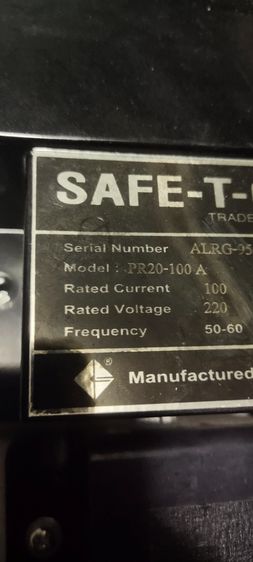 SAFE-T-
TRADE
Serial Number ALRG-95
Model : PR20-100 A
Rated Current 100
Rated Voltage 220
Frequency 50-60
® Manufactured